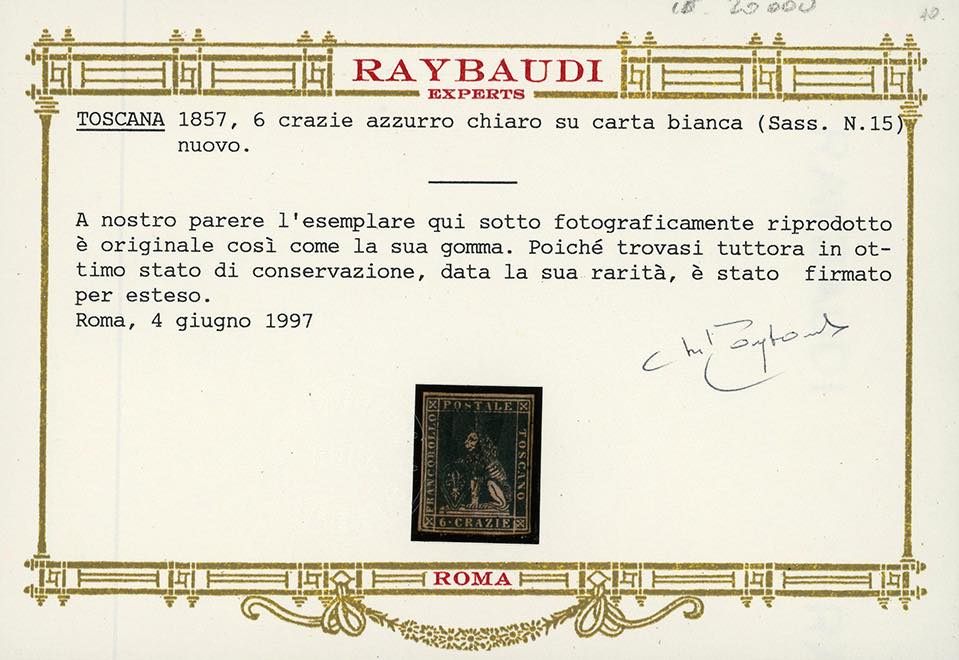 20 000
RAYBAUDI
EXPERTS
TOSCANA 1857, 6 crazie azzurro chiaro su carta bianca (Sass. N.15)
nuovo.
A nostro parere l'esemplare qui sotto fotograficamente riprodotto
è originale così come la sua gomma. Poiché trovasi tuttora in ot-
timo stato di conservazione, data la sua rarità, è stato firmato
per esteso.
Roma, 4 giugno 1997
POSTALE
FRANCOBOLLO
TOSCANO
6·CRAZIE
ROMA